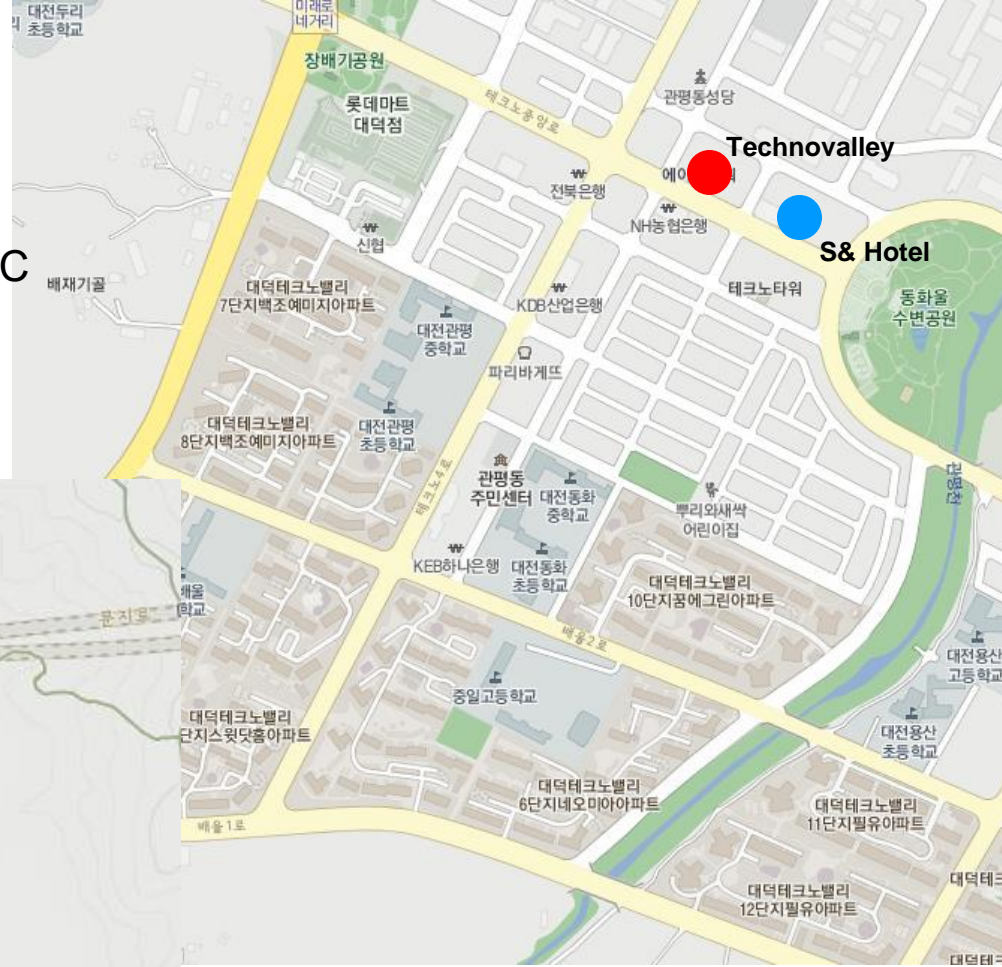 대전두리
초등학교
미래로
네거리
장배기공원
롯데마트
대덕점
테크노중앙로
관평동성당
Technovalley
전북은행
NH농협은행
신협
S& Hotel
C
배재기골
대덕테크노밸리
7단지백조예미지아파트
KDB산업은행
테크노타워
동화울
수변공원
대전관평
중학교
파리바게뜨
대덕테크노밸리
8단지백조예미지아파트
대전관평
초등학교
테크노4로
관평동
주민센터
대전동화
중학교
뿌리와새싹
어린이집
관평천
KEB하나은행
대전동화
초등학교
대덕테크노밸리
10단지꿈에그린아파트
문지로
배울
학교
배울2로
대전용산
고등학교
중일고등학교
대덕테크노밸리
단지스윗닷홈아파트
대전용산
초등학교
대덕테크노밸리
6단지네오미아아파트
대덕테크노밸리
11단지필유아파트
배울1로
대덕테크노밸리
12단지필유아파트